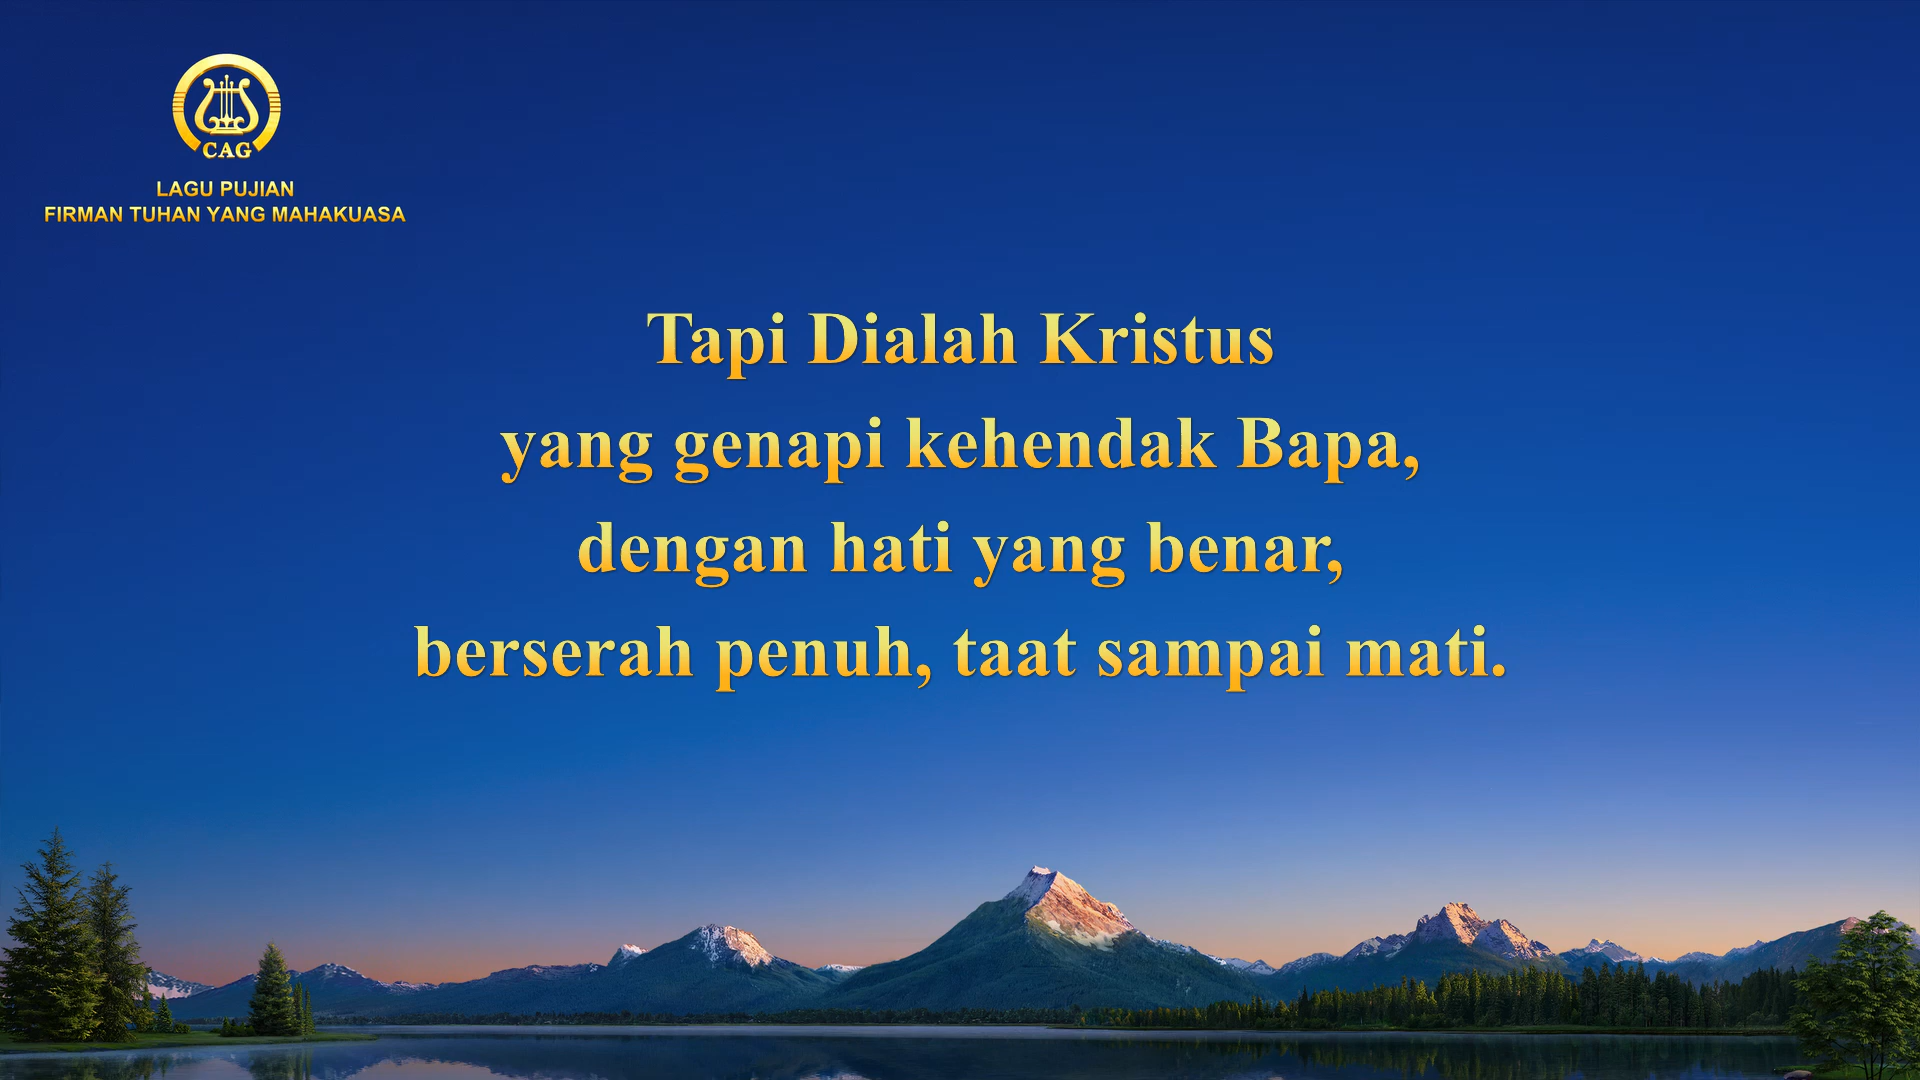 CAG
LAGU PUJIAN
FIRMAN TUHAN YANG MAHAKUASA
Tapi Dialah Kristus
yang genapi kehendak Bapa,
dengan hati yang benar,
berserah penuh, taat sampai mati.